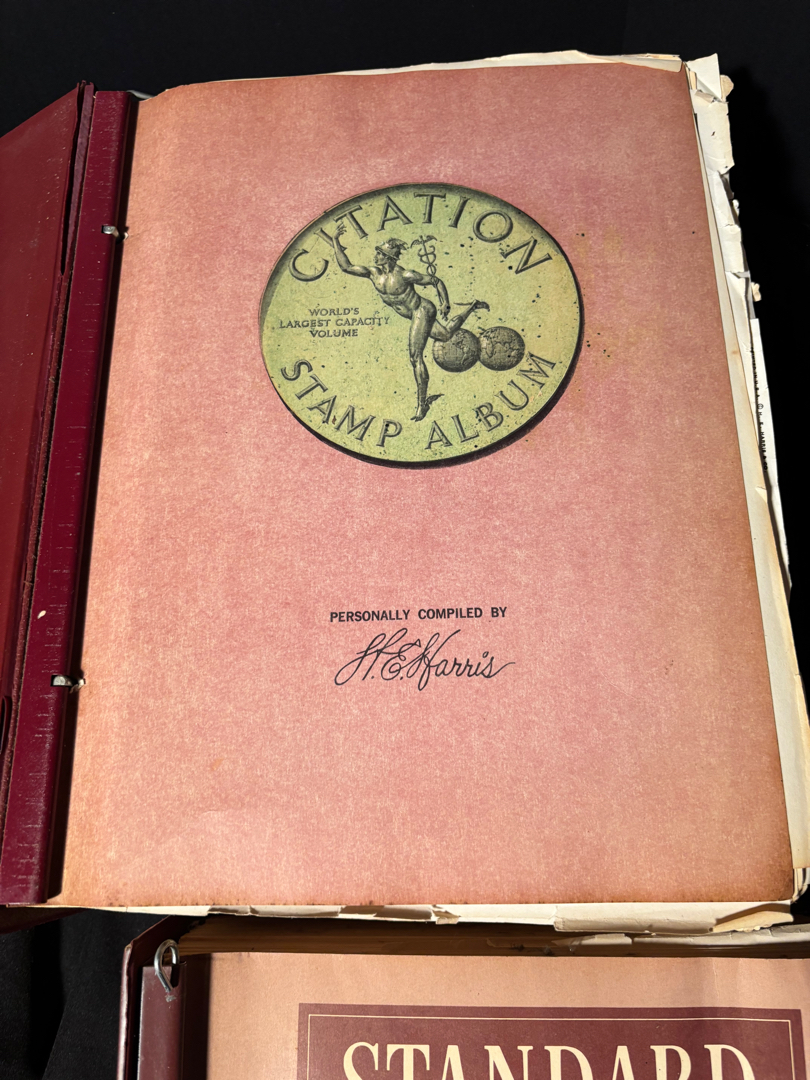 CITATION
WORLD'S
LARGEST CAPACITY
VOLUME
STAMP ALBUM
PERSONALLY COMPILED BY
H.E. Harris
STANDARD